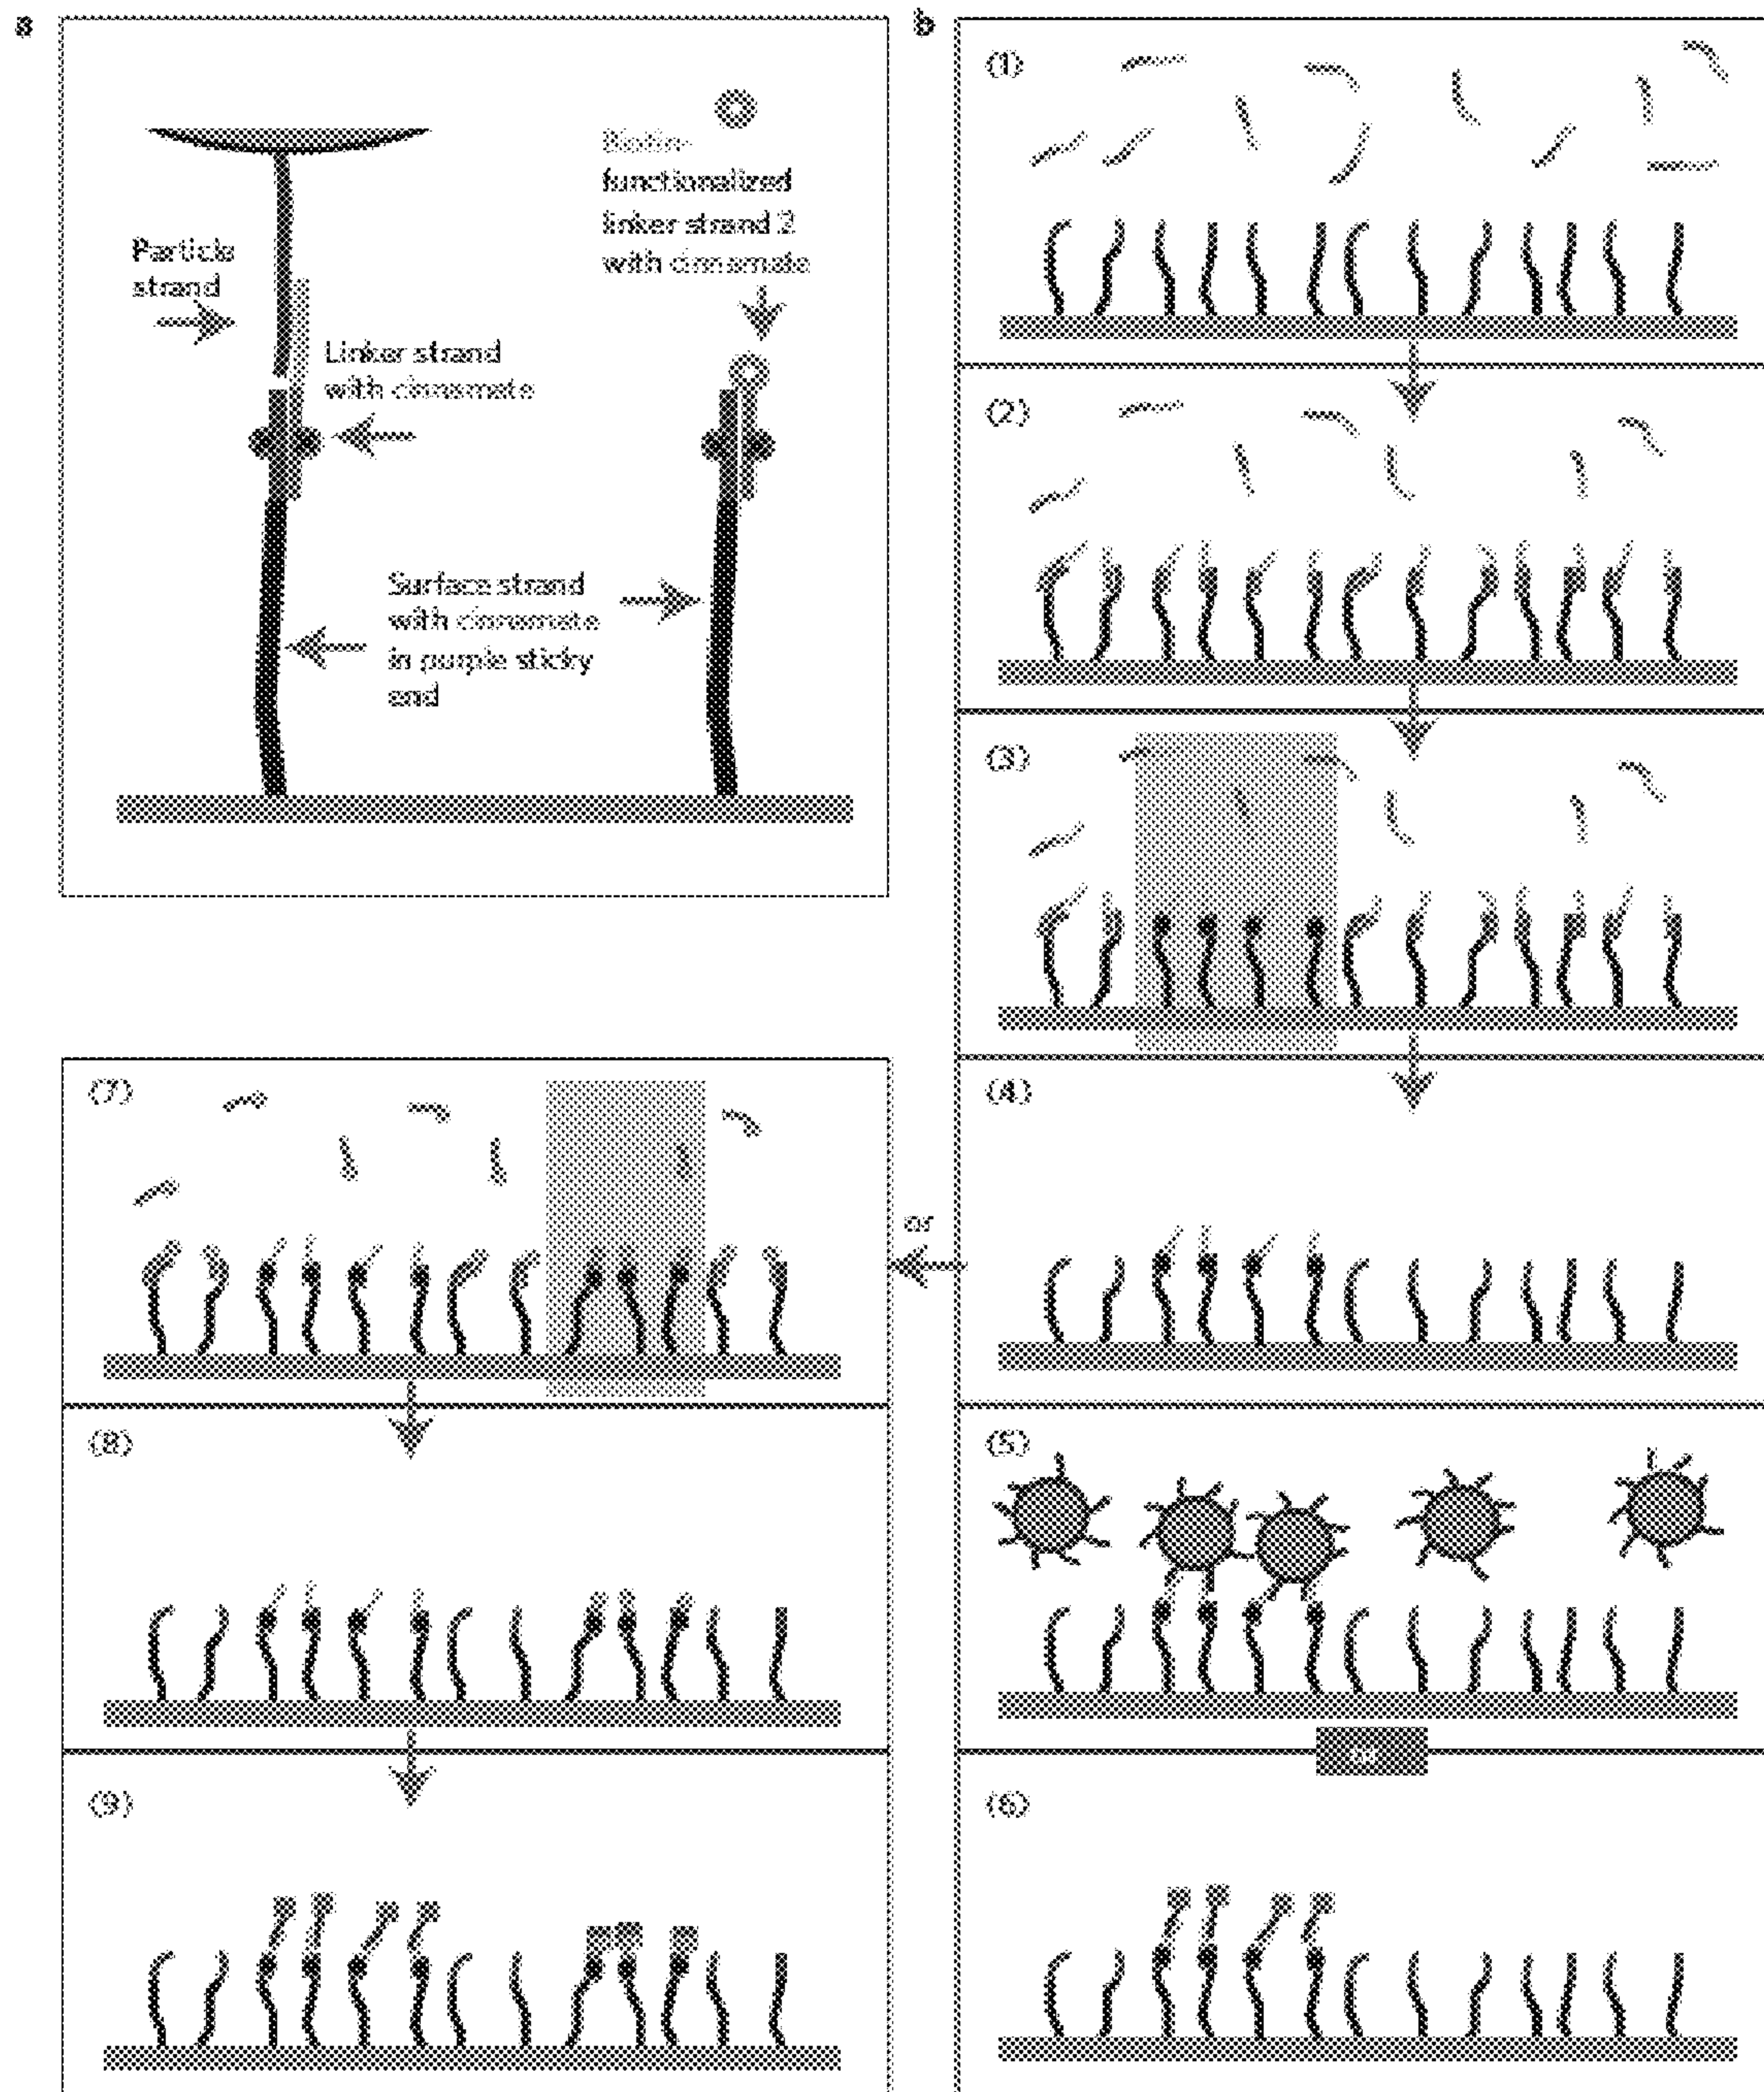 a
Particle
strand
Linker strand
with cinnamate
Biotin-
functionalized
linker strand 2
with cinnamate
Surface strand
with cinnamate
in purple sticky
end
b
(1)
(2)
(3)
(4)
or
(5)
(6)
(7)
(8)
(9)